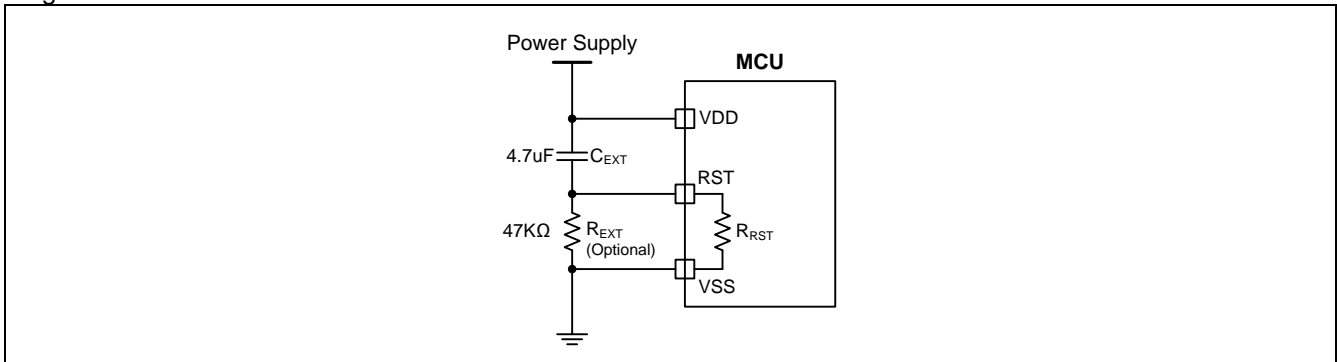 Power Supply
MCU
VDD
4.7uF
C_EXT
RST
47KΩ
R_EXT
(Optional)
R_RST
VSS